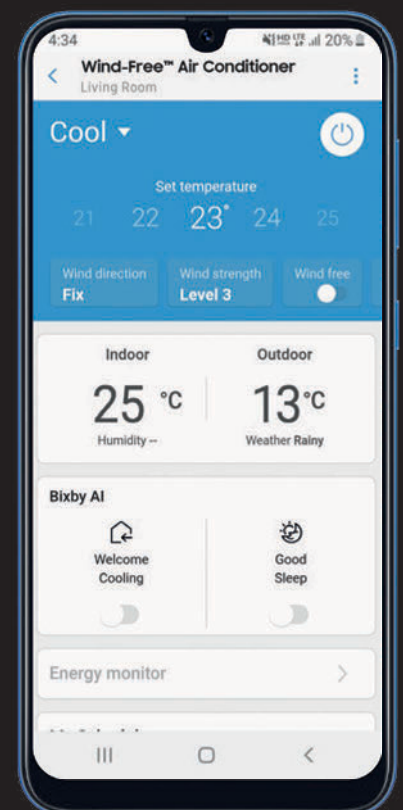 4:34 HD LTE 20%
Wind-Free™ Air Conditioner
Living Room
Cool
Set temperature
21 22 23° 24 25
Wind direction Wind strength Wind free
Fix Level 3
Indoor Outdoor
25 °C 13°C
Humidity -- Weather Rainy
Bixby AI
Welcome Good
Cooling Sleep
Energy monitor